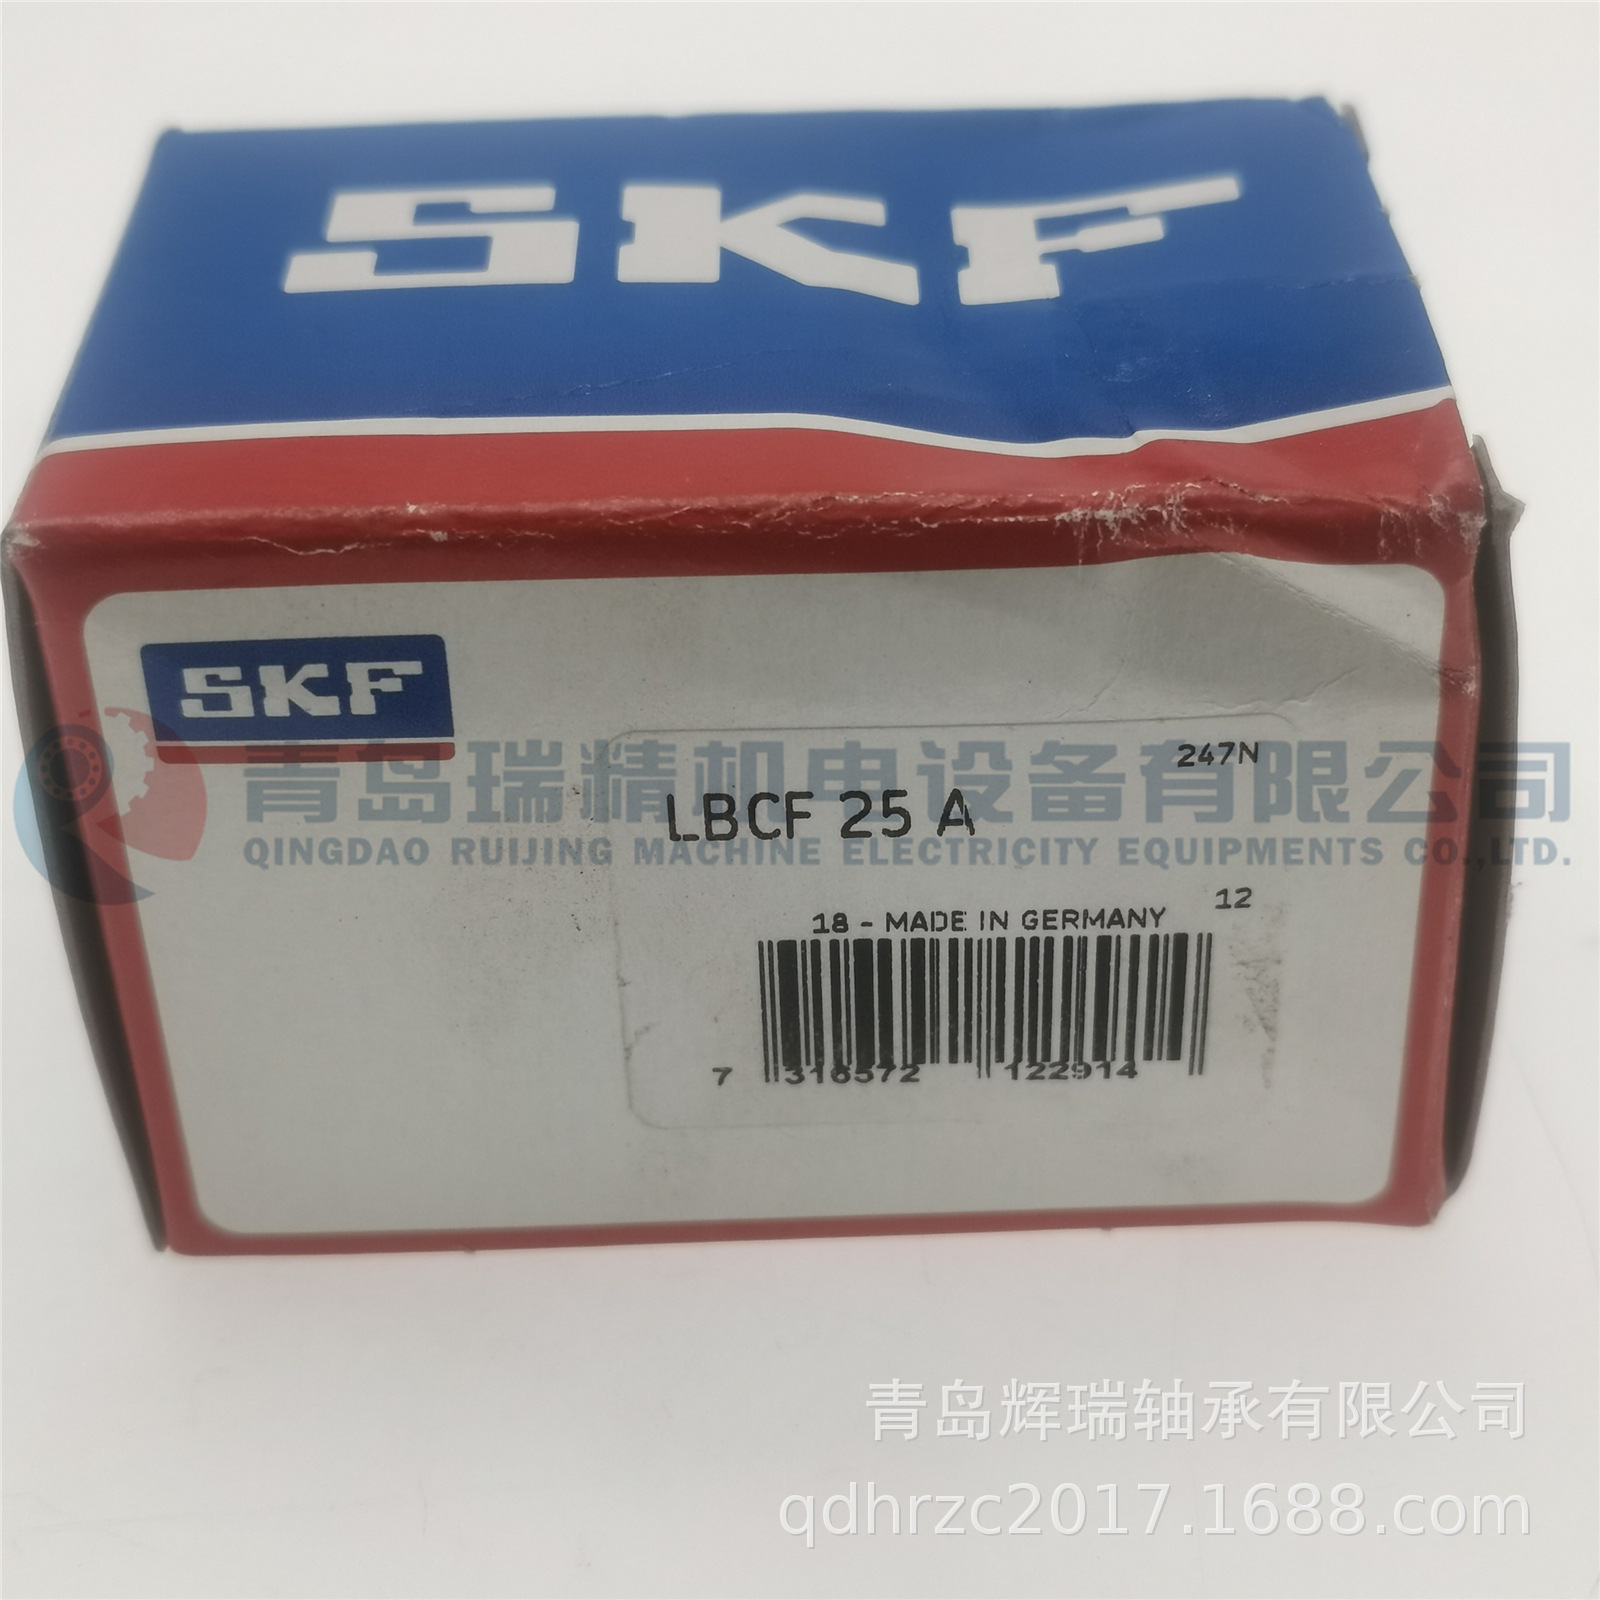 SKF
SKF
247N
青岛瑞精机电设备有限公司
LBCF 25 A
QINGDAO RUIJING MACHINE ELECTRICITY EQUIPMENTS CO.,LTD.
12
18 - MADE IN GERMANY
7 316572 122914
青岛辉瑞轴承有限公司
qdhrzc2017.1688.com